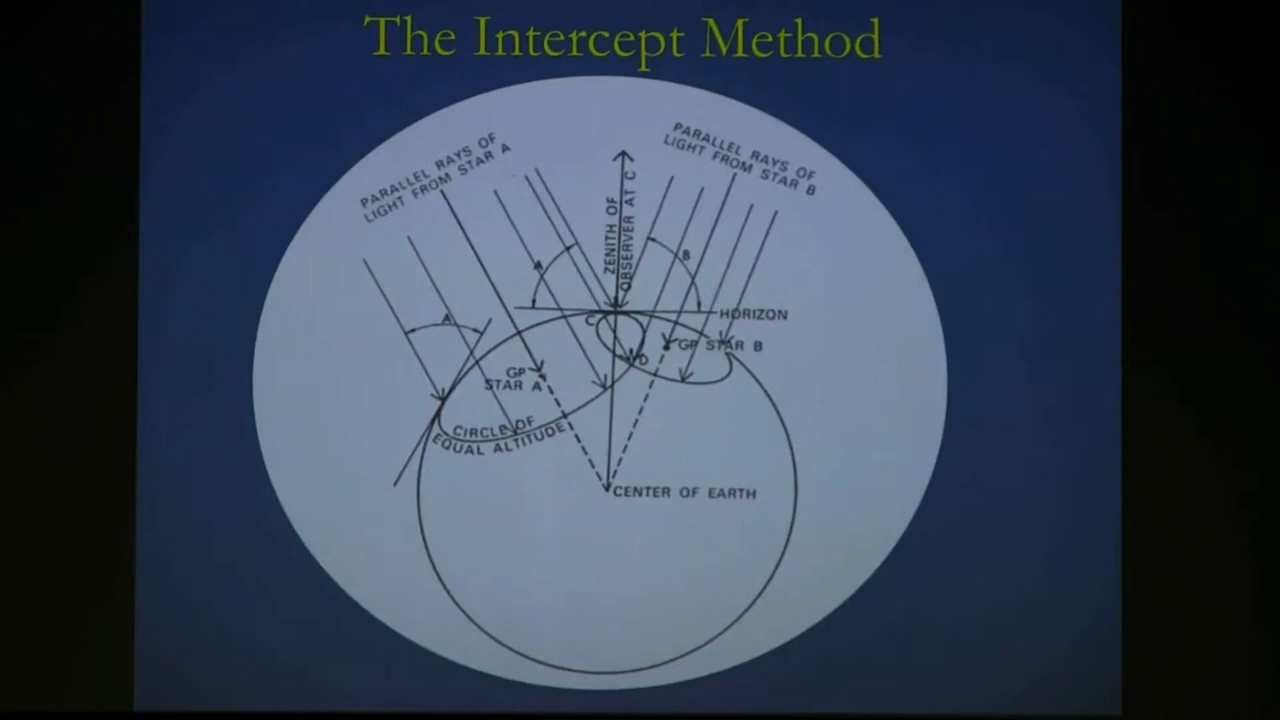 The Intercept Method
PARALLEL RAYS OF
LIGHT FROM STAR A
PARALLEL RAYS OF
LIGHT FROM STAR B
ZENITH OF
OBSERVER AT C
A
B
A
C
HORIZON
D
GP STAR B
GP
STAR A
CIRCLE OF
EQUAL ALTITUDE
CENTER OF EARTH